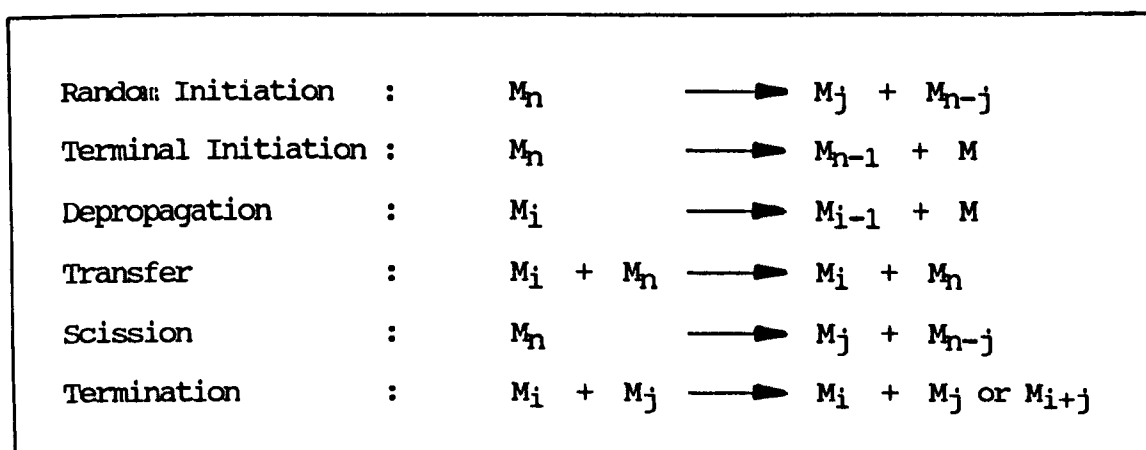 Random Initiation : Mn ⟶ Mj + Mn-j
Terminal Initiation : Mn ⟶ Mn-1 + M
Depropagation : Mi ⟶ Mi-1 + M
Transfer : Mi + Mn ⟶ Mi + Mn
Scission : Mn ⟶ Mj + Mn-j
Termination : Mi + Mj ⟶ Mi + Mj or Mi+j